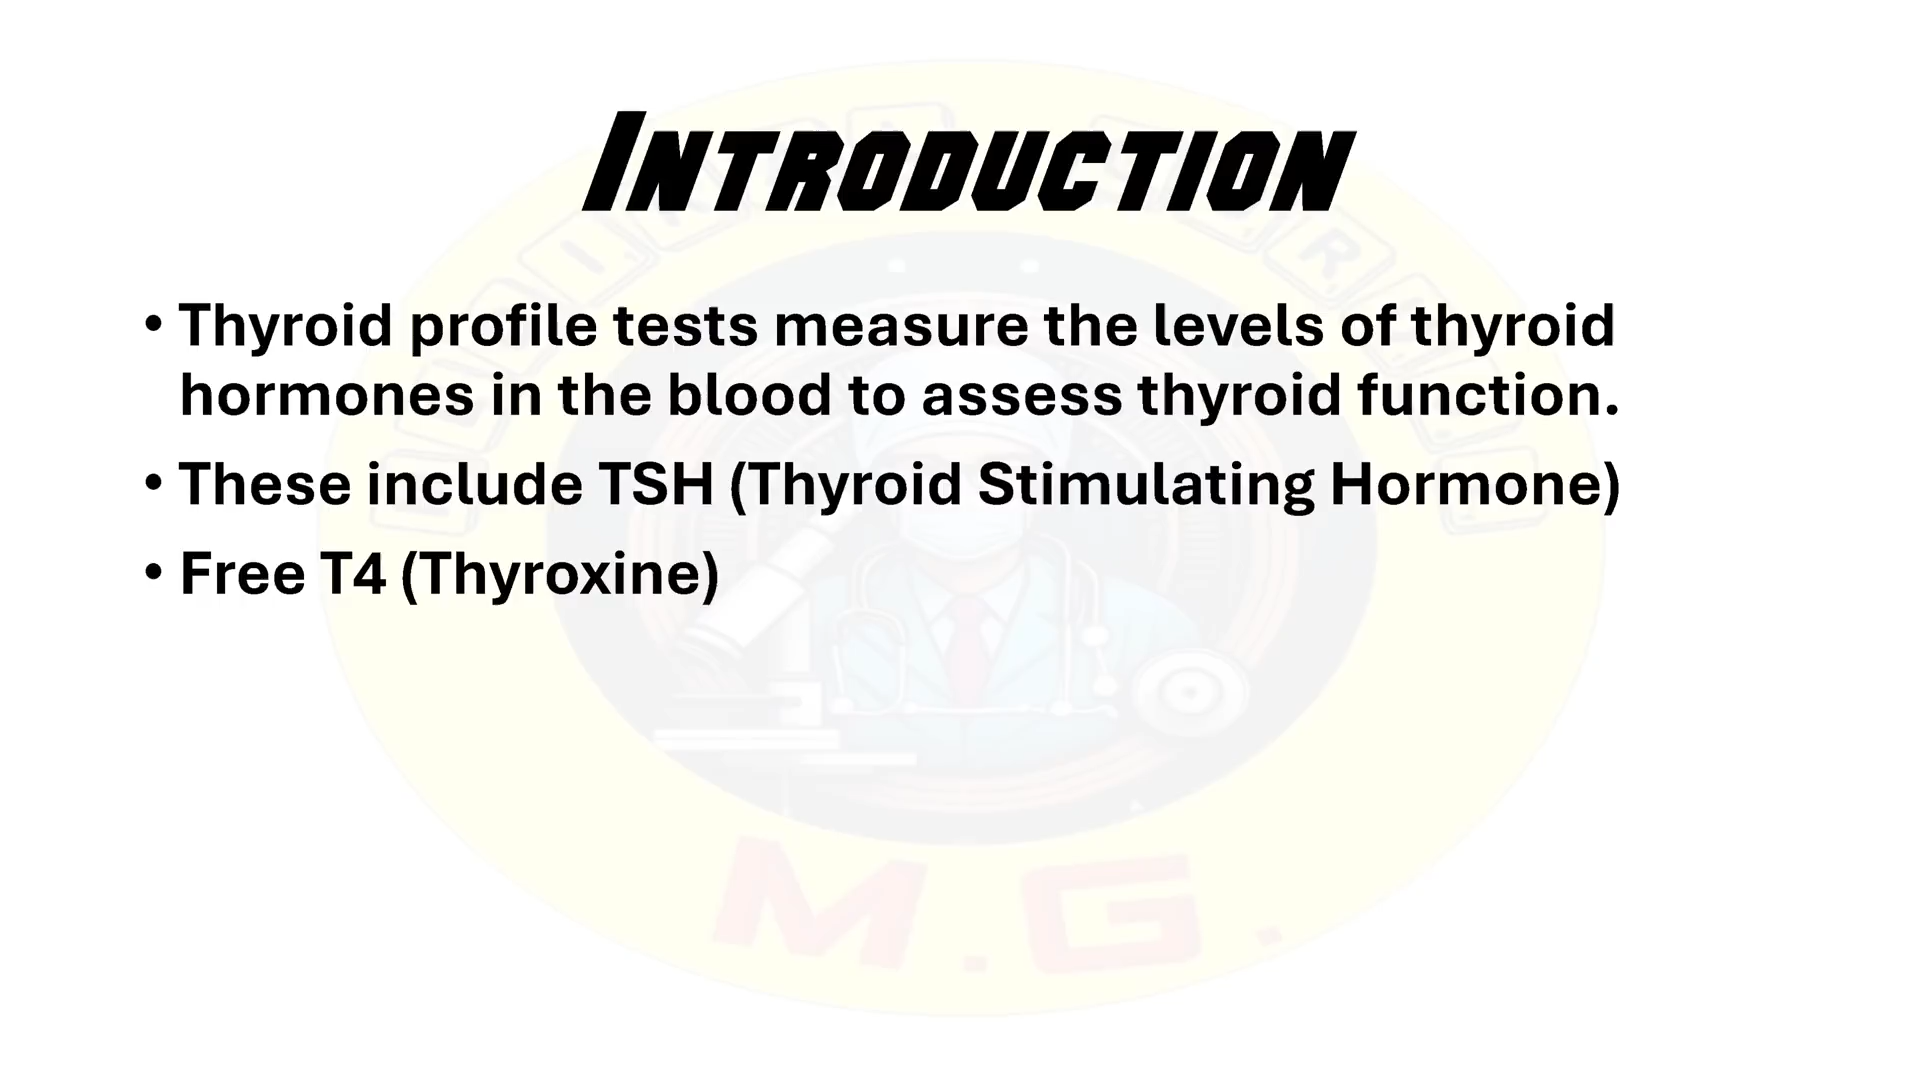 INTRODUCTION
• Thyroid profile tests measure the levels of thyroid
hormones in the blood to assess thyroid function.
• These include TSH (Thyroid Stimulating Hormone)
• Free T4 (Thyroxine)
M.G.